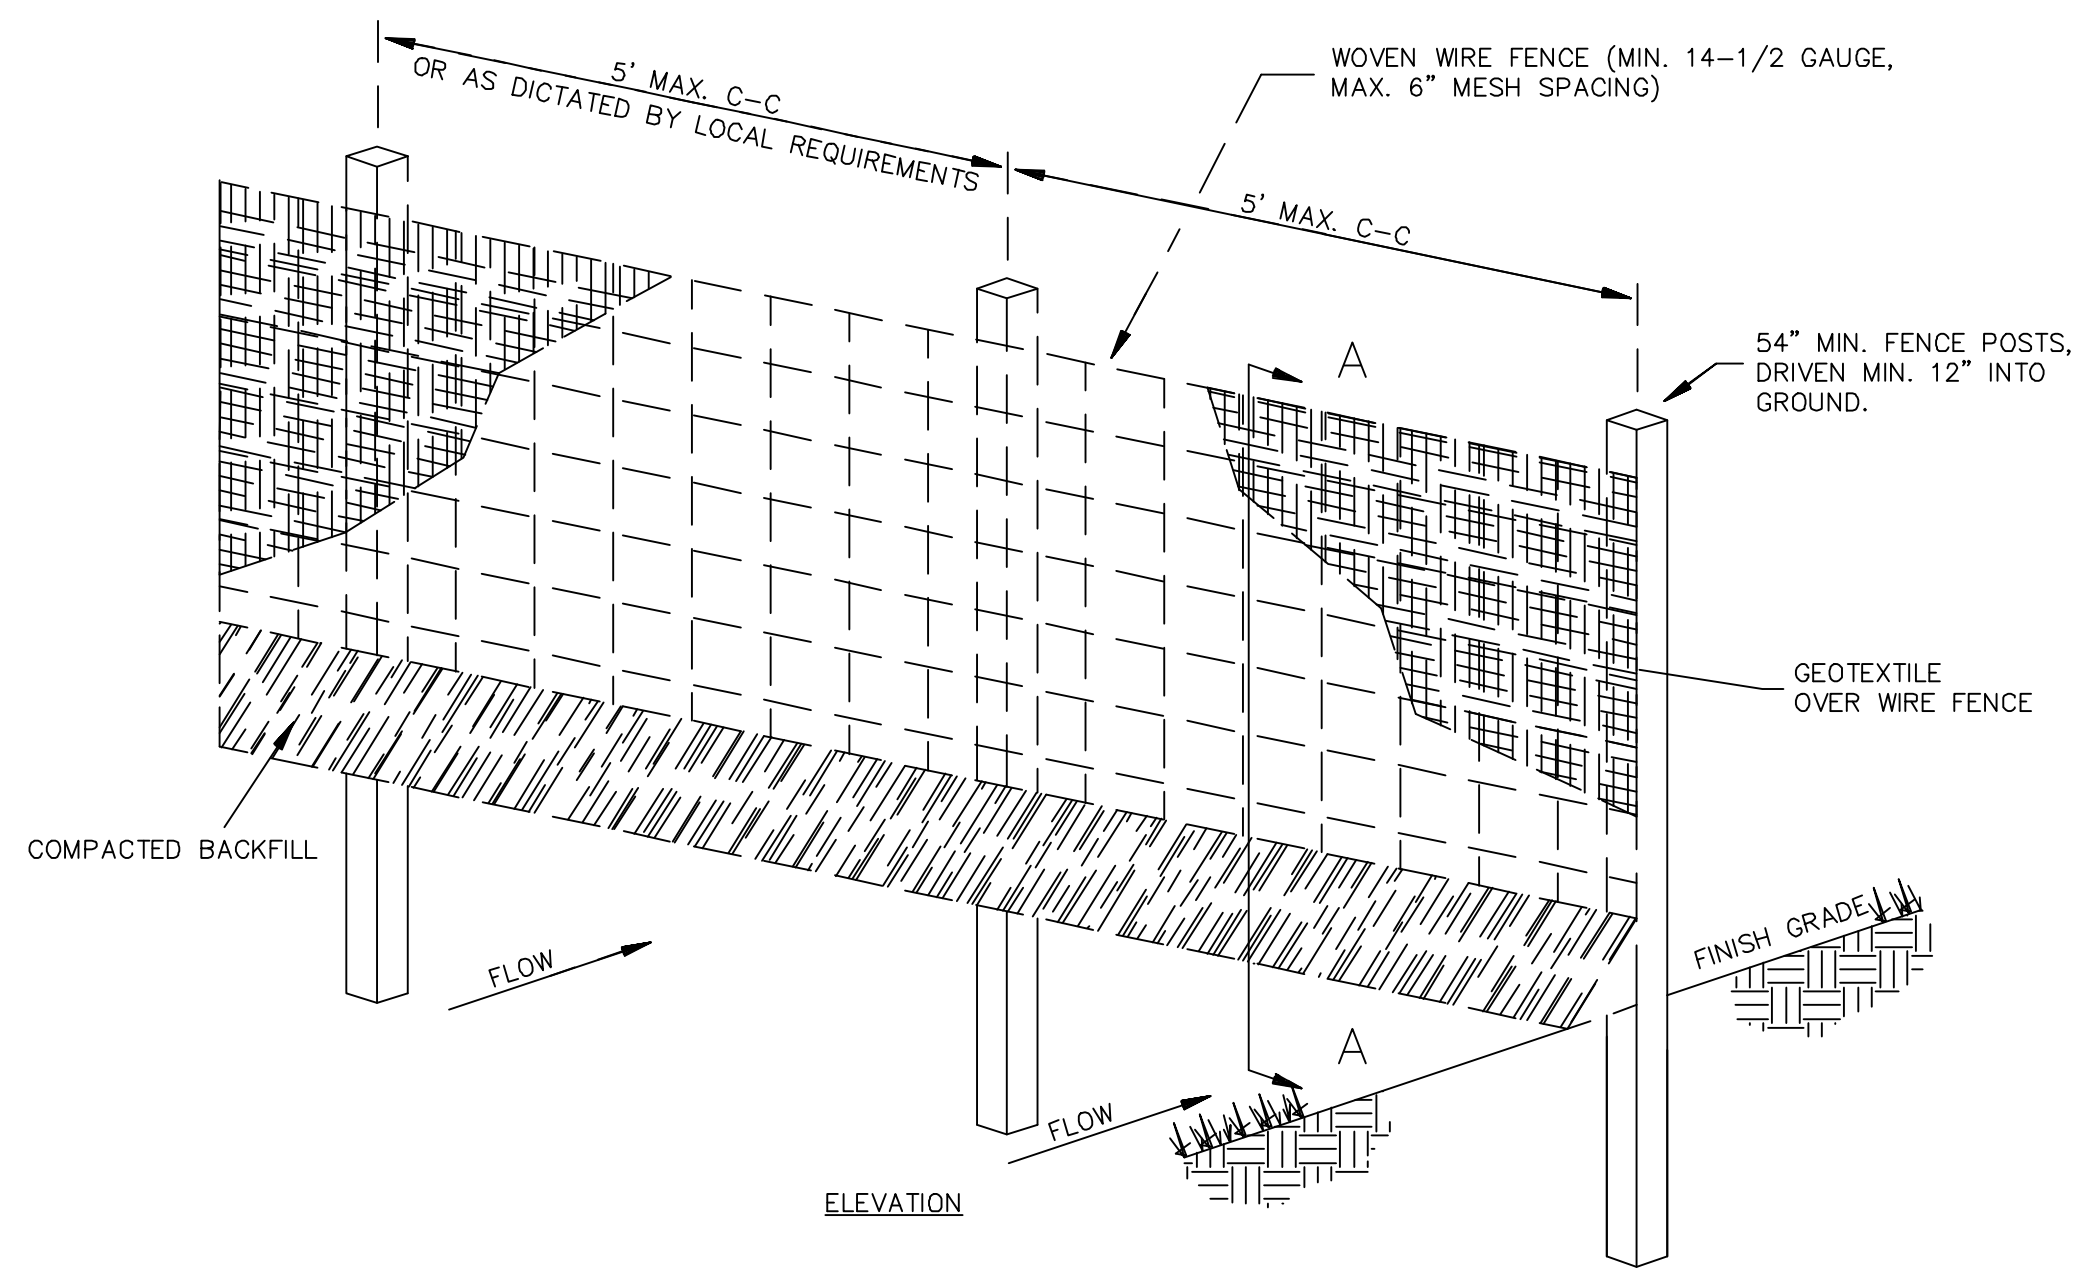 WOVEN WIRE FENCE (MIN. 14-1/2 GAUGE,
MAX. 6" MESH SPACING)
5' MAX. C-C
OR AS DICTATED BY LOCAL REQUIREMENTS
5' MAX. C-C
A
54" MIN. FENCE POSTS,
DRIVEN MIN. 12" INTO
GROUND.
GEOTEXTILE
OVER WIRE FENCE
COMPACTED BACKFILL
FINISH GRADE
FLOW
A
FLOW
ELEVATION